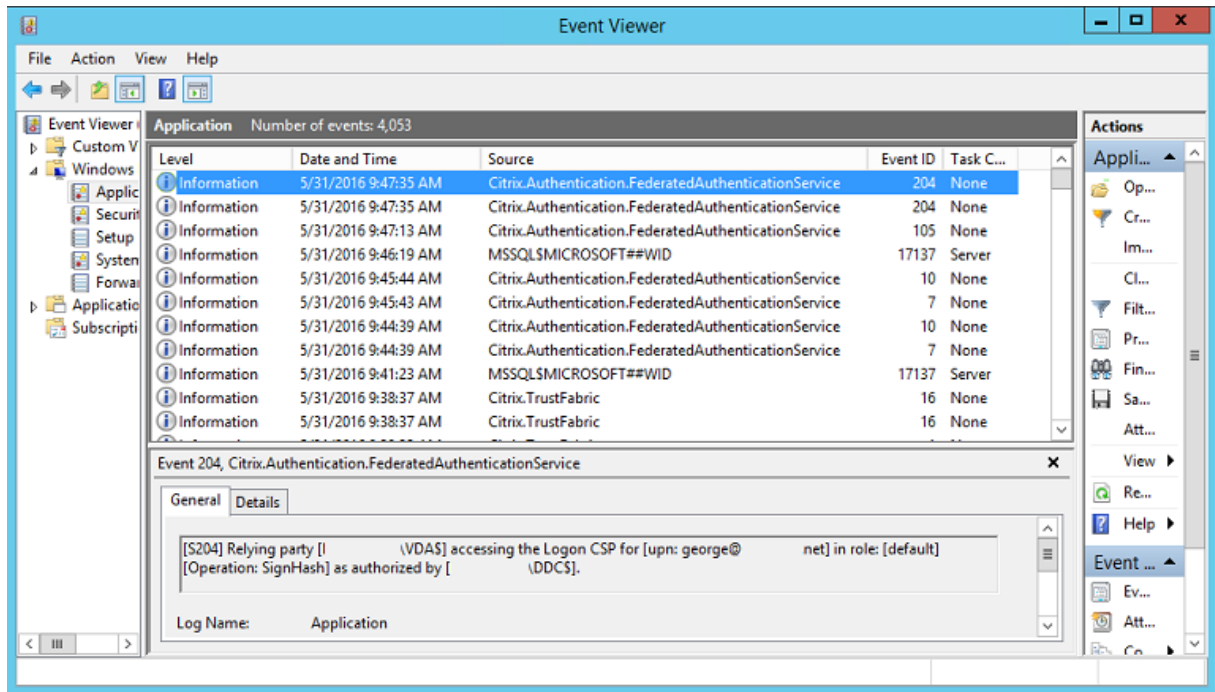 Event Viewer
File Action View Help
Event Viewer
Custom V
Windows
Applic
Securit
Setup
System
Forwar
Applicatio
Subscripti
Application Number of events: 4,053
Level Date and Time Source Event ID Task C...
Information 5/31/2016 9:47:35 AM Citrix.Authentication.FederatedAuthenticationService 204 None
Information 5/31/2016 9:47:35 AM Citrix.Authentication.FederatedAuthenticationService 204 None
Information 5/31/2016 9:47:13 AM Citrix.Authentication.FederatedAuthenticationService 105 None
Information 5/31/2016 9:46:19 AM MSSQL$MICROSOFT##WID 17137 Server
Information 5/31/2016 9:45:44 AM Citrix.Authentication.FederatedAuthenticationService 10 None
Information 5/31/2016 9:45:43 AM Citrix.Authentication.FederatedAuthenticationService 7 None
Information 5/31/2016 9:44:39 AM Citrix.Authentication.FederatedAuthenticationService 10 None
Information 5/31/2016 9:44:39 AM Citrix.Authentication.FederatedAuthenticationService 7 None
Information 5/31/2016 9:41:23 AM MSSQL$MICROSOFT##WID 17137 Server
Information 5/31/2016 9:38:37 AM Citrix.TrustFabric 16 None
Information 5/31/2016 9:38:37 AM Citrix.TrustFabric 16 None
Event 204, Citrix.Authentication.FederatedAuthenticationService
General Details
[S204] Relying party [I \VDA$] accessing the Logon CSP for [upn: george@ net] in role: [default]
[Operation: SignHash] as authorized by [ \DDC$].
Log Name: Application
Actions
Appli...
Op...
Cr...
Im...
Cl...
Filt...
Pr...
Fin...
Sa...
Att...
View
Re...
Help
Event ...
Ev...
Att...
Co...